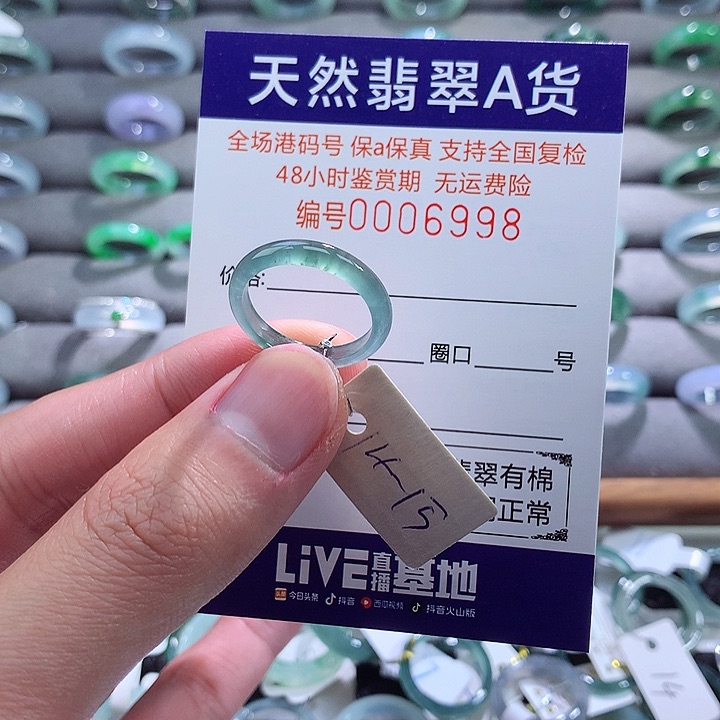 天然翡翠A货
全场港码号 保a保真 支持全国复检
48小时鉴赏期 无运费险
编号0006998
价格:
圈口 号
翡翠有棉
正常
14-15
LiVE直播基地
头条 今日头条 抖音 西瓜视频 抖音火山版
14